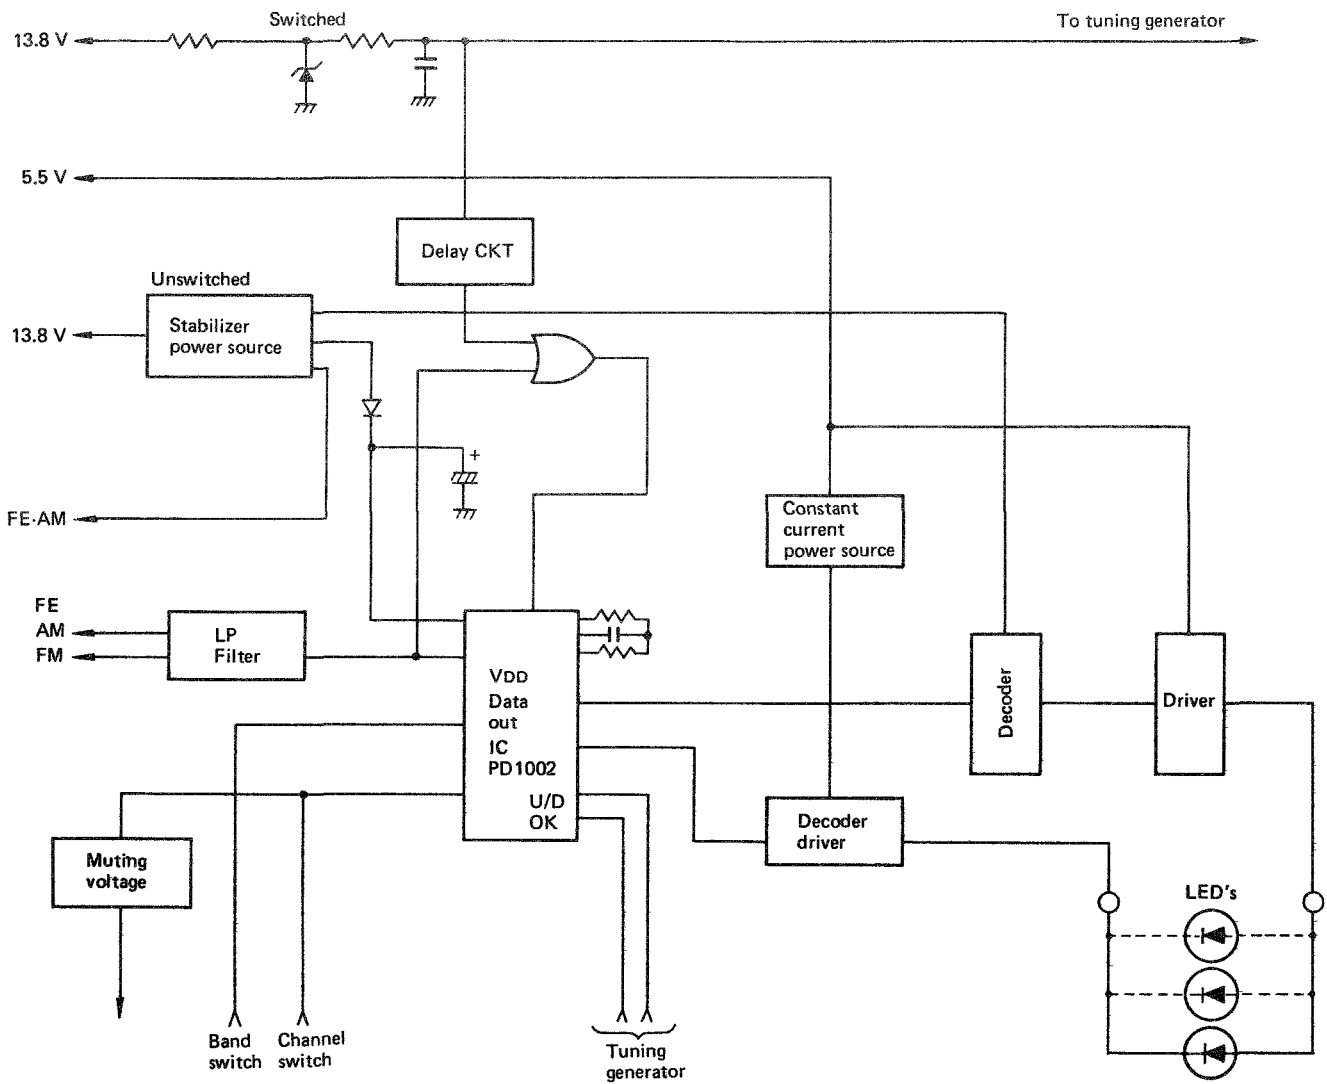 Switched
13.8 V
To tuning generator
5.5 V
Delay CKT
Unswitched
13.8 V
Stabilizer
power source
+
FE·AM
Constant
current
power source
FE
AM
FM
LP
Filter
VDD
Data
out
IC
PD1002
U/D
OK
Decoder
Driver
Decoder
driver
Muting
voltage
LED's
Band
switch
Channel
switch
Tuning
generator